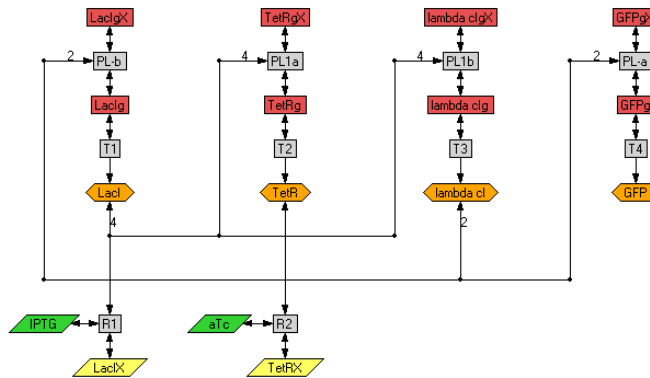 LacIgX TetRgX lambda cIgX GFPgX
2 PL-b 4 PL1a 4 PL1b 2 PL-a
LacIg TetRg lambda cIg GFPg
T1 T2 T3 T4
LacI TetR lambda cI GFP
4 2
IPTG R1 aTc R2
LacIX TetRX